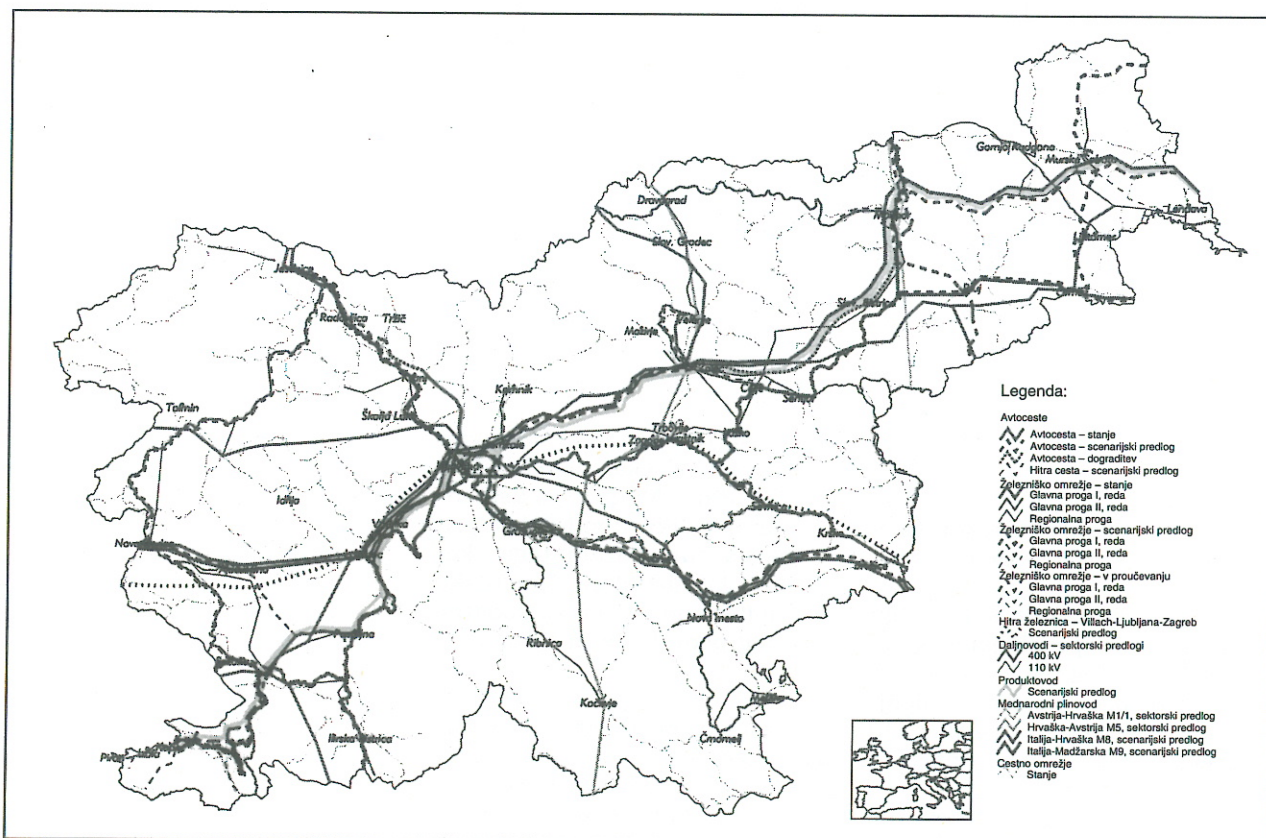 Gornja Radgona
Murska Sobota
Dravograd
Lendava
Slov. Gradec
Ljutomer
Jesenice
Radovljica
Tržič
Slov. Bistrica
Mozirje
Velenje
Kranj
Kamnik
Tolmin
Škofja Loka
Celje
Šentjur
Trbovlje
Zagorje
Hrastnik
Laško
Domžale
Idrija
Vrhnika
Grosuplje
Krško
Nova Gorica
Brežice
Novo mesto
Postojna
Ribnica
Kočevje
Metlika
Ilirska Bistrica
Črnomelj
Piran
Legenda:
Avtoceste
Avtocesta – stanje
Avtocesta – scenarijski predlog
Avtocesta – dograditev
Hitra cesta – scenarijski predlog
Železniško omrežje – stanje
Glavna proga I, reda
Glavna proga II, reda
Regionalna proga
Železniško omrežje – scenarijski predlog
Glavna proga I, reda
Glavna proga II, reda
Regionalna proga
Železniško omrežje – v proučevanju
Glavna proga I, reda
Glavna proga II, reda
Regionalna proga
Hitra železnica – Villach-Ljubljana-Zagreb
Scenarijski predlog
Daljnovodi – sektorski predlogi
400 kV
110 kV
Produktovod
Scenarijski predlog
Mednarodni plinovod
Avstrija-Hrvaška M1/1, sektorski predlog
Hrvaška-Avstrija M5, sektorski predlog
Italija-Hrvaška M8, scenarijski predlog
Italija-Madžarska M9, scenarijski predlog
Cestno omrežje
Stanje